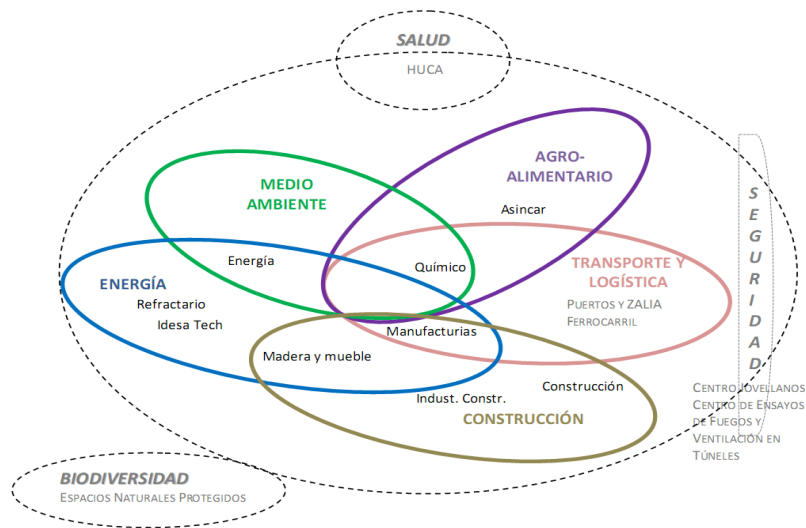 SALUD
HUCA
AGRO-
ALIMENTARIO
MEDIO
AMBIENTE
Asincar
SEGURIDAD
Energía
Químico
TRANSPORTE Y
LOGÍSTICA
ENERGÍA
Refractario
Idesa Tech
PUERTOS Y ZALIA
FERROCARRIL
Manufacturias
Madera y mueble
Construcción
Indust. Constr.
CONSTRUCCIÓN
CENTRO JOVELLANOS
CENTRO DE ENSAYOS
DE FUEGOS Y
VENTILACIÓN EN
TÚNELES
BIODIVERSIDAD
ESPACIOS NATURALES PROTEGIDOS